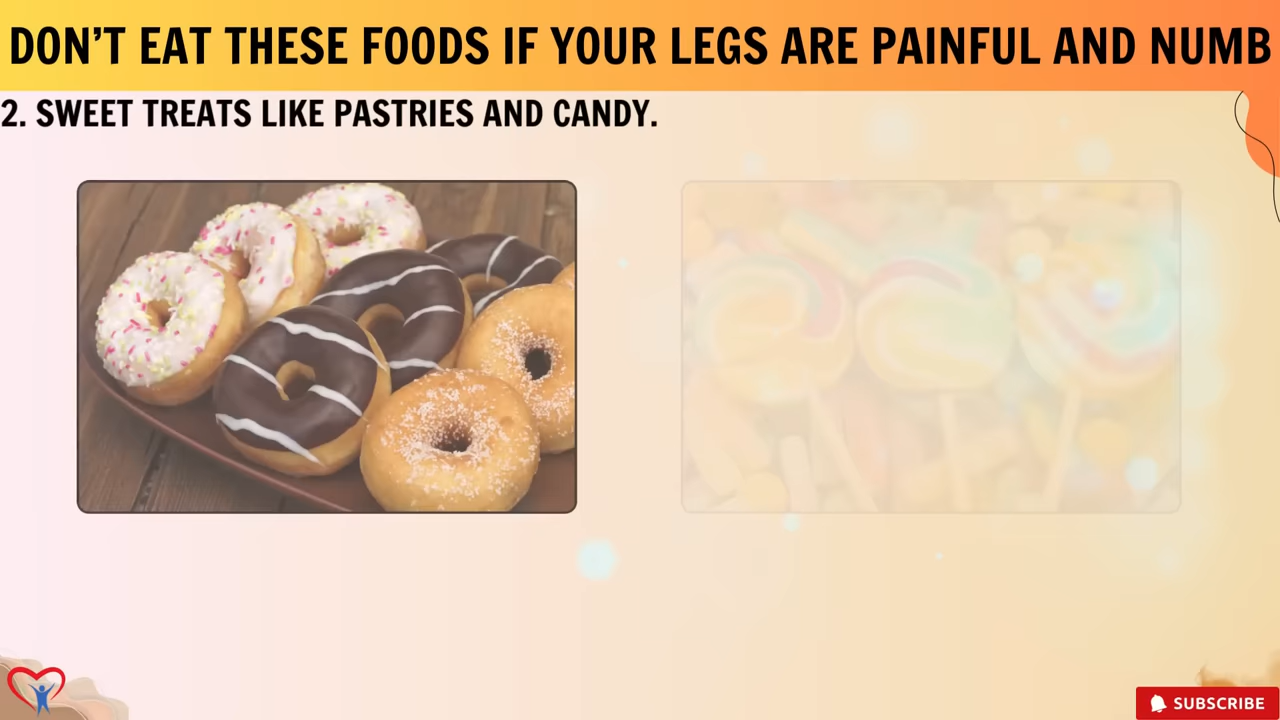 DON’T EAT THESE FOODS IF YOUR LEGS ARE PAINFUL AND NUMB
2. SWEET TREATS LIKE PASTRIES AND CANDY.
SUBSCRIBE